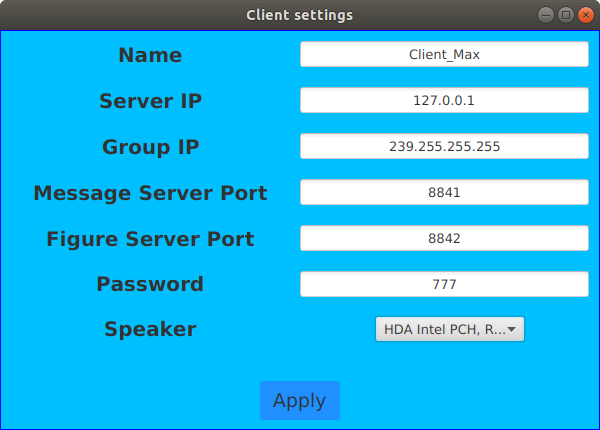 Client settings
Name Client_Max
Server IP 127.0.0.1
Group IP 239.255.255.255
Message Server Port 8841
Figure Server Port 8842
Password 777
Speaker HDA Intel PCH, R...
Apply